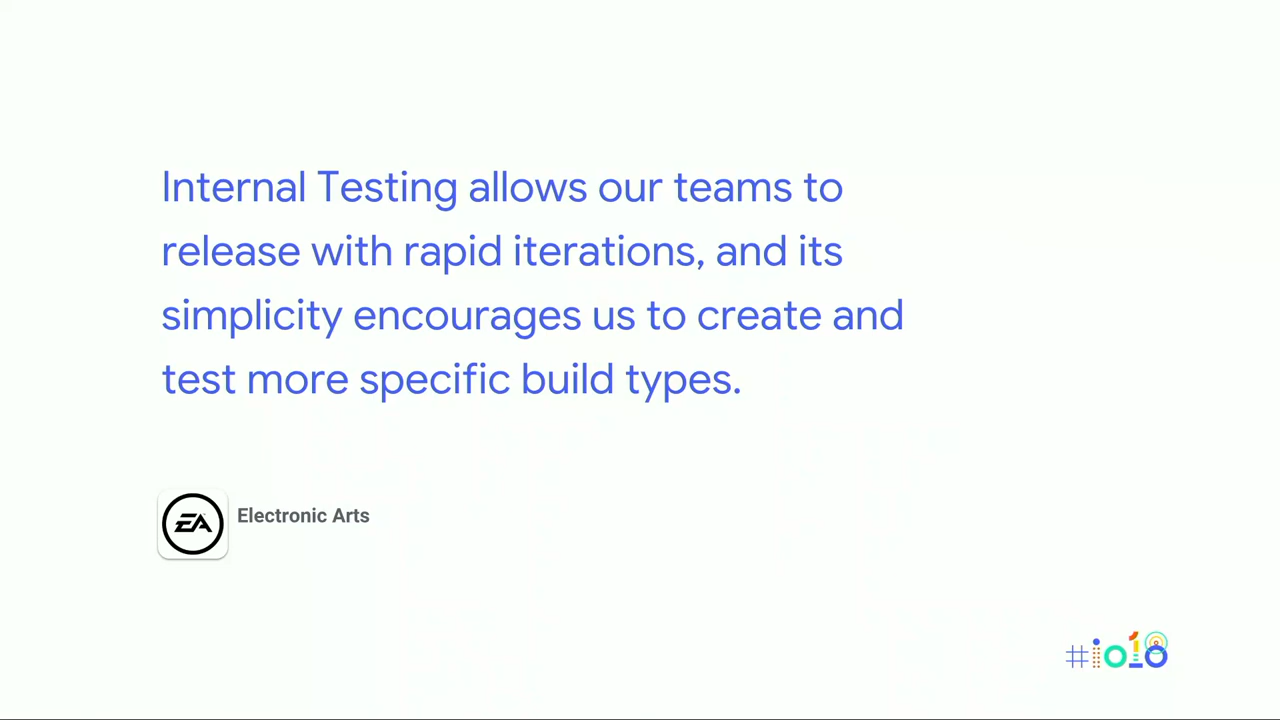 Internal Testing allows our teams to
release with rapid iterations, and its
simplicity encourages us to create and
test more specific build types.
EA
Electronic Arts
#io18